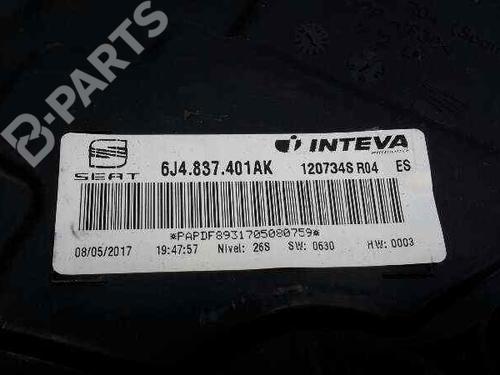 B-PARTS
SEAT
6J4.837.401AK
INTEVA
120734S R04 ES
*PAPDF8931705080759*
08/05/2017 19:47:57 Nivel: 26S SW: 0630 HW: 0003